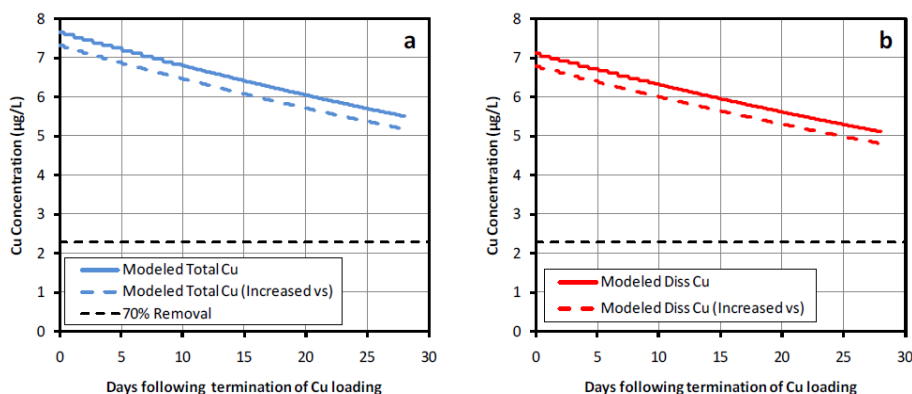 a
8
7
6
5
4
3
2
1
0
Cu Concentration (µg/L)
Modeled Total Cu
Modeled Total Cu (Increased vs)
70% Removal
0 5 10 15 20 25 30
Days following termination of Cu loading
b
8
7
6
5
4
3
2
1
0
Cu Concentration (µg/L)
Modeled Diss Cu
Modeled Diss Cu (Increased vs)
0 5 10 15 20 25 30
Days following termination of Cu loading